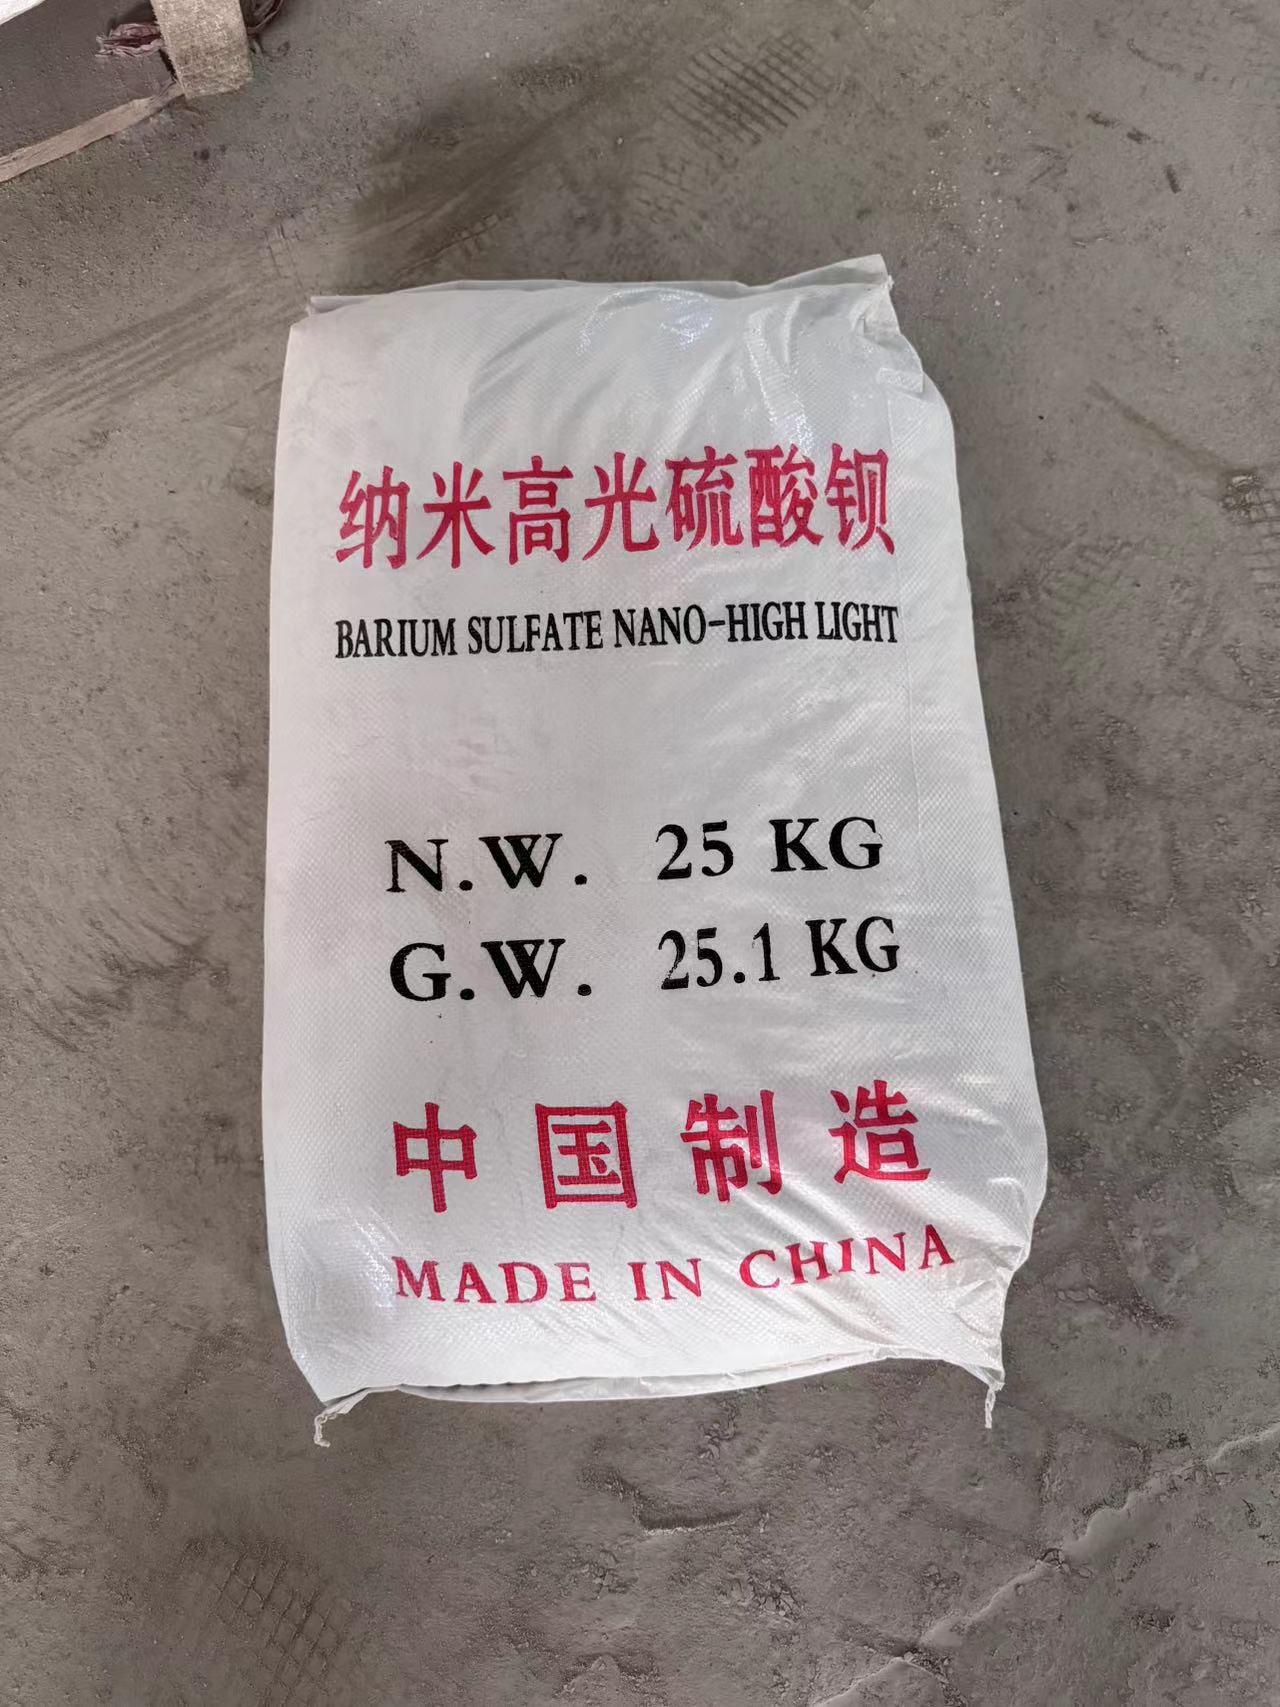 纳米高光硫酸钡
BARIUM SULFATE NANO-HIGH LIGHT
N.W. 25 KG
G.W. 25.1 KG
中国制造
MADE IN CHINA